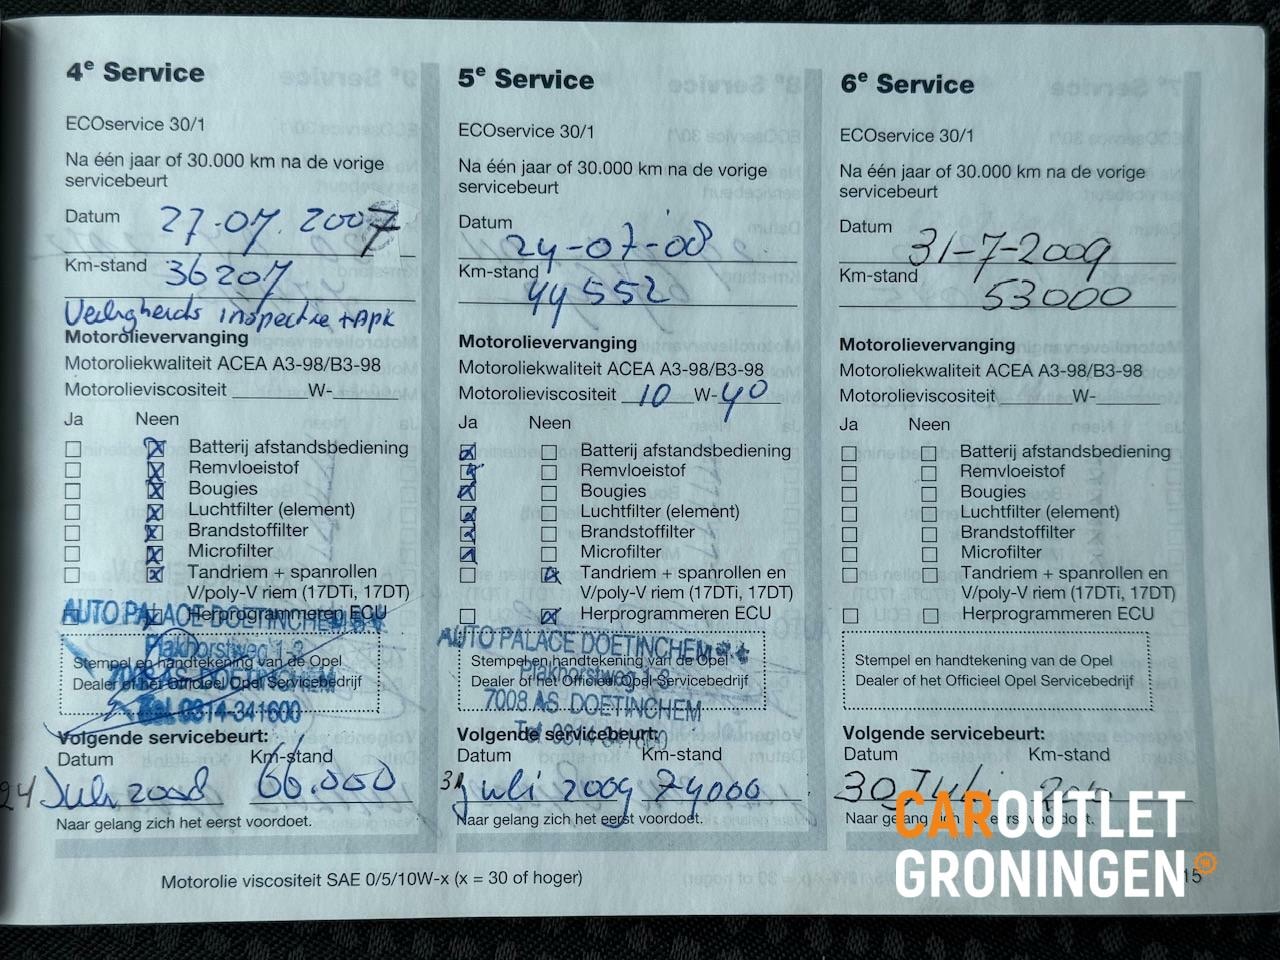 4e Service
ECOservice 30/1
Na één jaar of 30.000 km na de vorige
servicebeurt
Datum 27-07-2007
Km-stand 36207
Veiligheids inspectie + Apk
Motorolievervanging
Motoroliekwaliteit ACEA A3-98/B3-98
Motorolieviscositeit W-
Ja Neen
Batterij afstandsbediening
Remvloeistof
Bougies
Luchtfilter (element)
Brandstoffilter
Microfilter
Tandriem + spanrollen en
V/poly-V riem (17DTi, 17DT)
Herprogrammeren ECU
AUTO PALACE DOETINCHEM B.V.
Plakhorstweg 1-3
Stempel en handtekening van de Opel
Dealer of het Officieel Opel Servicebedrijf
Tel. 0314-341600
Volgende servicebeurt:
Datum Km-stand
24 Juli 2008 66.000
Naar gelang zich het eerst voordoet.
5e Service
ECOservice 30/1
Na één jaar of 30.000 km na de vorige
servicebeurt
Datum 24-07-08
Km-stand 44552
Motorolievervanging
Motoroliekwaliteit ACEA A3-98/B3-98
Motorolieviscositeit 10 W-40
Ja Neen
Batterij afstandsbediening
Remvloeistof
Bougies
Luchtfilter (element)
Brandstoffilter
Microfilter
Tandriem + spanrollen en
V/poly-V riem (17DTi, 17DT)
Herprogrammeren ECU
AUTO PALACE DOETINCHEM
Stempel en handtekening van de Opel
Plakhorstweg 1-3
Dealer of het Officieel Opel Servicebedrijf
7008 AS DOETINCHEM
Tel. 0314-341600
Volgende servicebeurt:
Datum Km-stand
31 juli 2009 74000
Naar gelang zich het eerst voordoet.
6e Service
ECOservice 30/1
Na één jaar of 30.000 km na de vorige
servicebeurt
Datum 31-7-2009
Km-stand 53000
Motorolievervanging
Motoroliekwaliteit ACEA A3-98/B3-98
Motorolieviscositeit W-
Ja Neen
Batterij afstandsbediening
Remvloeistof
Bougies
Luchtfilter (element)
Brandstoffilter
Microfilter
Tandriem + spanrollen en
V/poly-V riem (17DTi, 17DT)
Herprogrammeren ECU
Stempel en handtekening van de Opel
Dealer of het Officieel Opel Servicebedrijf
Volgende servicebeurt:
Datum Km-stand
30 Juli
Naar gelang zich het eerst voordoet.
Motorolie viscositeit SAE 0/5/10W-x (x = 30 of hoger)
15
CAROUTLET
GRONINGEN